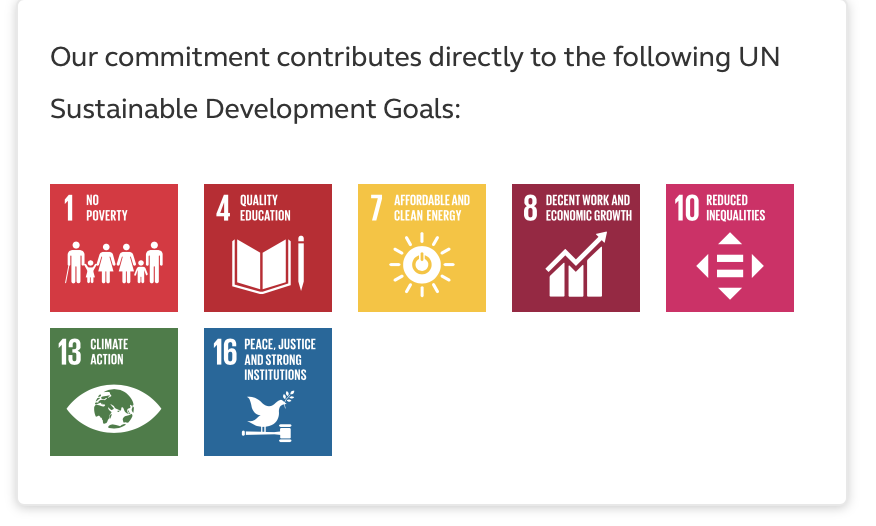 Our commitment contributes directly to the following UN
Sustainable Development Goals:
1 NO
POVERTY
4 QUALITY
EDUCATION
7 AFFORDABLE AND
CLEAN ENERGY
8 DECENT WORK AND
ECONOMIC GROWTH
10 REDUCED
INEQUALITIES
13 CLIMATE
ACTION
16 PEACE, JUSTICE
AND STRONG
INSTITUTIONS